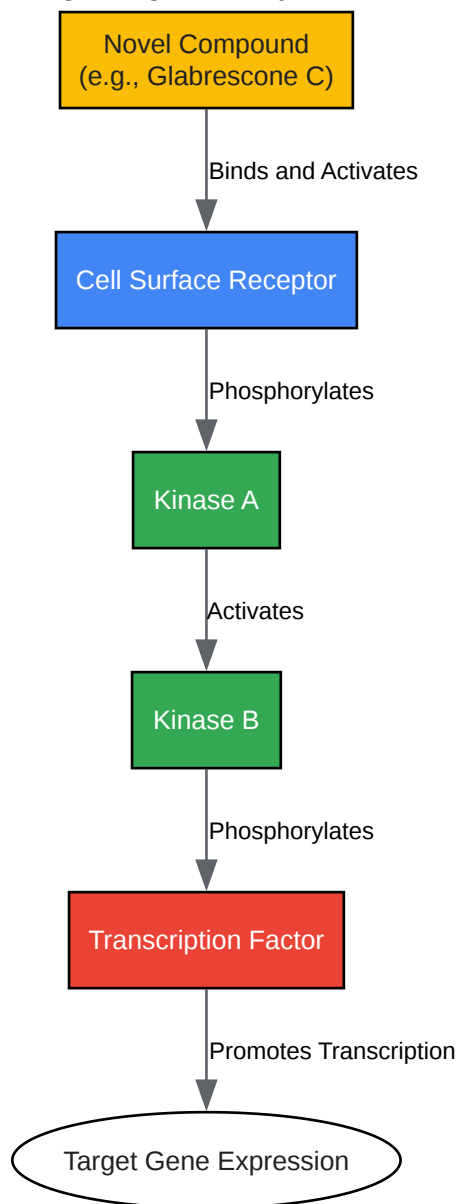 Novel Compound
(e.g., Glabrescone C)
Binds and Activates
Cell Surface Receptor
Phosphorylates
Kinase A
Activates
Kinase B
Phosphorylates
Transcription Factor
Promotes Transcription
Target Gene Expression